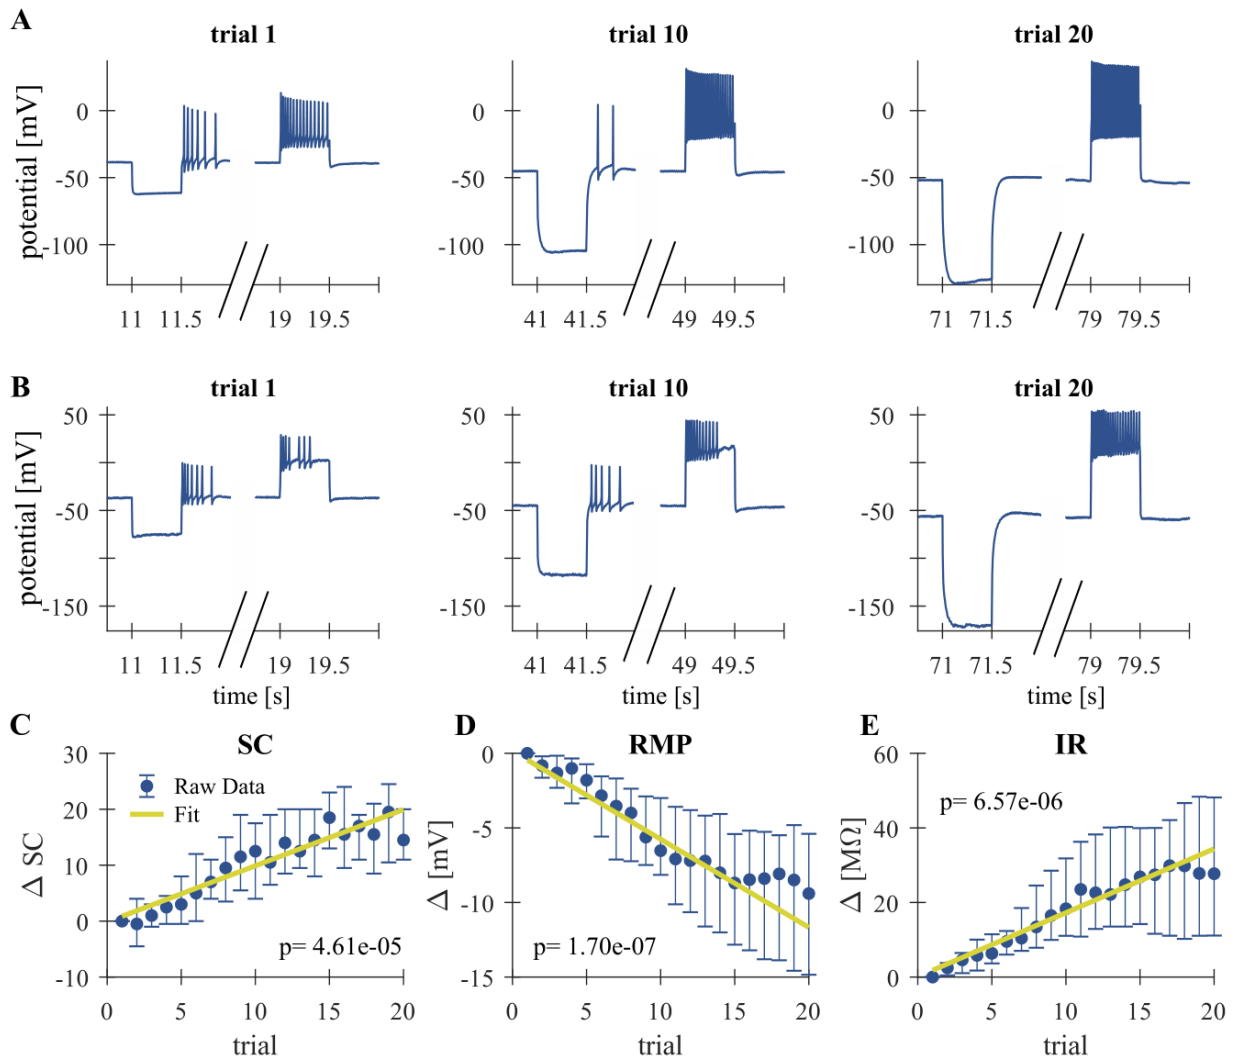 A
trial 1
trial 10
trial 20
potential [mV]
0
-50
-100
0
-50
-100
0
-50
-100
11 11.5 19 19.5
41 41.5 49 49.5
71 71.5 79 79.5
B
trial 1
trial 10
trial 20
potential [mV]
50
-50
-150
50
-50
-150
50
-50
-150
11 11.5 19 19.5
41 41.5 49 49.5
71 71.5 79 79.5
time [s]
time [s]
time [s]
C
SC
Δ SC
30
20
10
0
-10
Raw Data
Fit
p= 4.61e-05
0 5 10 15 20
trial
D
RMP
Δ [mV]
0
-5
-10
-15
p= 1.70e-07
0 5 10 15 20
trial
E
IR
Δ [MΩ]
60
40
20
0
p= 6.57e-06
0 5 10 15 20
trial